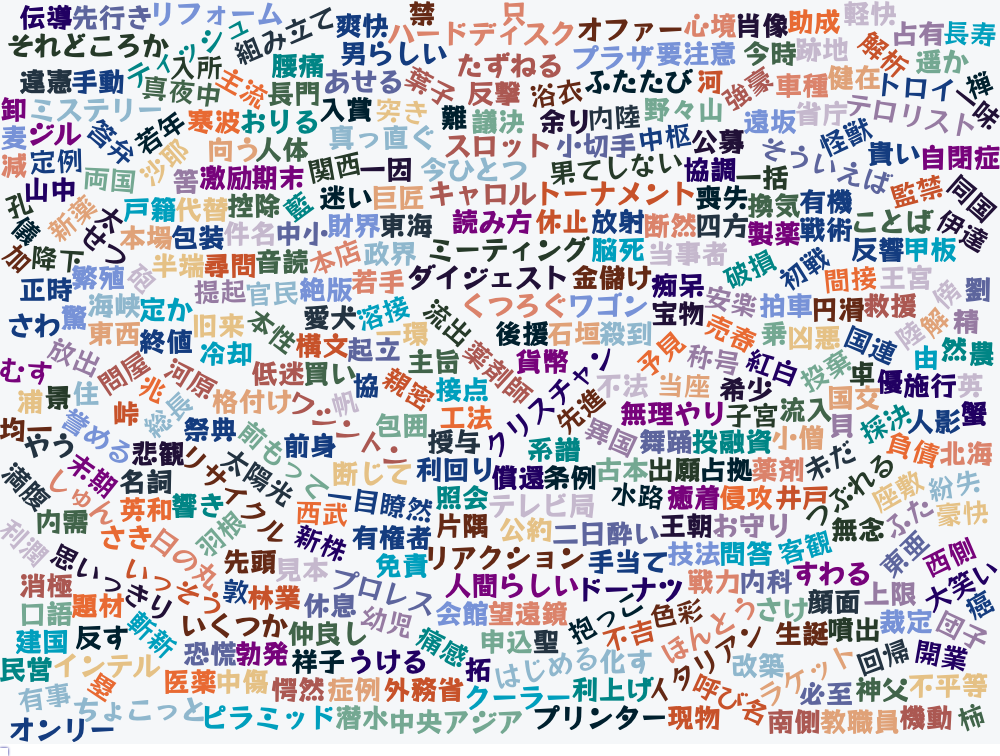 伝導 先行き リフォーム 組み立て 爽快 禁 ハードディスク 只 オファー 心境 肖像 助成 軽快 占有 長寿
それどころか ティッシュ 入所 腰痛 男らしい たずねる プラザ 要注意 今時 跡地 解析 遥か
違憲 手動 真夜中 主流 長門 あせる 葉子 反撃 浴衣 ふたたび 河 強豪 車種 健在 トロイ 禅 一味
卸 ミステリー 答弁 若年 寒波 おりる 入賞 突き 難 議決 余り 内陸 野々山 遠坂 省庁 テロリスト
麦 ジル 向う 人体 真っ直ぐ スロット 小切手 中枢 公募 怪獣 貴い 自閉症
減 定例 両国 沙耶 筈 激励 期末 関西 一因 今ひとつ 果てしない 協調 一括 そういえば 監禁 同国
山中 孔 儀 新薬 太 せつ 戸籍 代替 控除 藍 迷い 巨匠 キャロル トーナメント 喪失 換気 有機 ことば 伊達
本場 包装 件名 中小 財界 東海 読み方 休止 放射 断然 四方 製薬 戦術 反響 甲板
加 降下 半端 尋問 音読 本店 政界 ミーティング 脳死 当事者 破損 初戦 間接 王宮
正時 繁殖 砲 提起 官民 絶版 若手 ダイジェスト 金儲け 痴呆 安楽 拍車 円滑 救援 傍 劉
さわ 驚 海峡 定か 旧来 本性 愛犬 溶接 流出 くつろぐ ワゴン 宝物 売春 乗 凶悪 国連 陸 解 精
東西 終値 冷却 横文 起立 一環 主旨 後援 石垣 殺到 予見 称号 紅白 投棄 卓 由 然 農
むす 放出 問屋 兆 河原 低迷 買い 協 親密 接点 薬剤師 貨幣 クリスチャン 先進 不法 当座 希少 国交 優 施行 英
浦 景 住 峠 総長 格付け ワンツー 帆 包囲 工法 無理やり 子宮 流入 貝 採決 人影 蟹
均一 やう 誉める 悲観 祭典 前もって 前身 授与 系譜 異国 舞踊 投融資 小僧 負債 北海
満腹 未期 名詞 リサイクル 太陽光 断じて 利回り 償還 条例 古本 出願 占拠 薬剤 未だ つぶれる 座敷 紛失
内需 しゅん 英和 響き 羽根 西武 一目瞭然 照会 テレビ局 水路 癒着 侵攻 井戸 ふた 豪快
利潤 さき 日の丸 新株 有権者 片隅 公約 二日酔い 王朝 お守り 無念 東亜 西側
思いっきり いっそう 先頭 見本 免責 リアクション 手当て 技法 問答 客観
消極 敦 林業 プロレス 人間らしい ドーナツ 戦力 内科 すわる 上限 大笑い 癌
口語 題材 斬新 いくつか 休息 幼児 会館 望遠鏡 抱っこ 色彩 ほんとう さけ 顔面 裁定 団子
建国 反す 仲良し 痛感 申込 聖 不吉 イタリアン 生誕 噴出 回帰 開業
民営 インテル 恐慌 勃発 祥子 うける 拓 はじめる 化す 改築 ラケット
有事 塁 医薬 中傷 愕然 症例 外務省 クーラー 利上げ 呼び名 必至 神父 不平等
オンリー ちょこっと ピラミッド 潜水 中央アジア プリンター 現物 南側 教職員 機動 柿